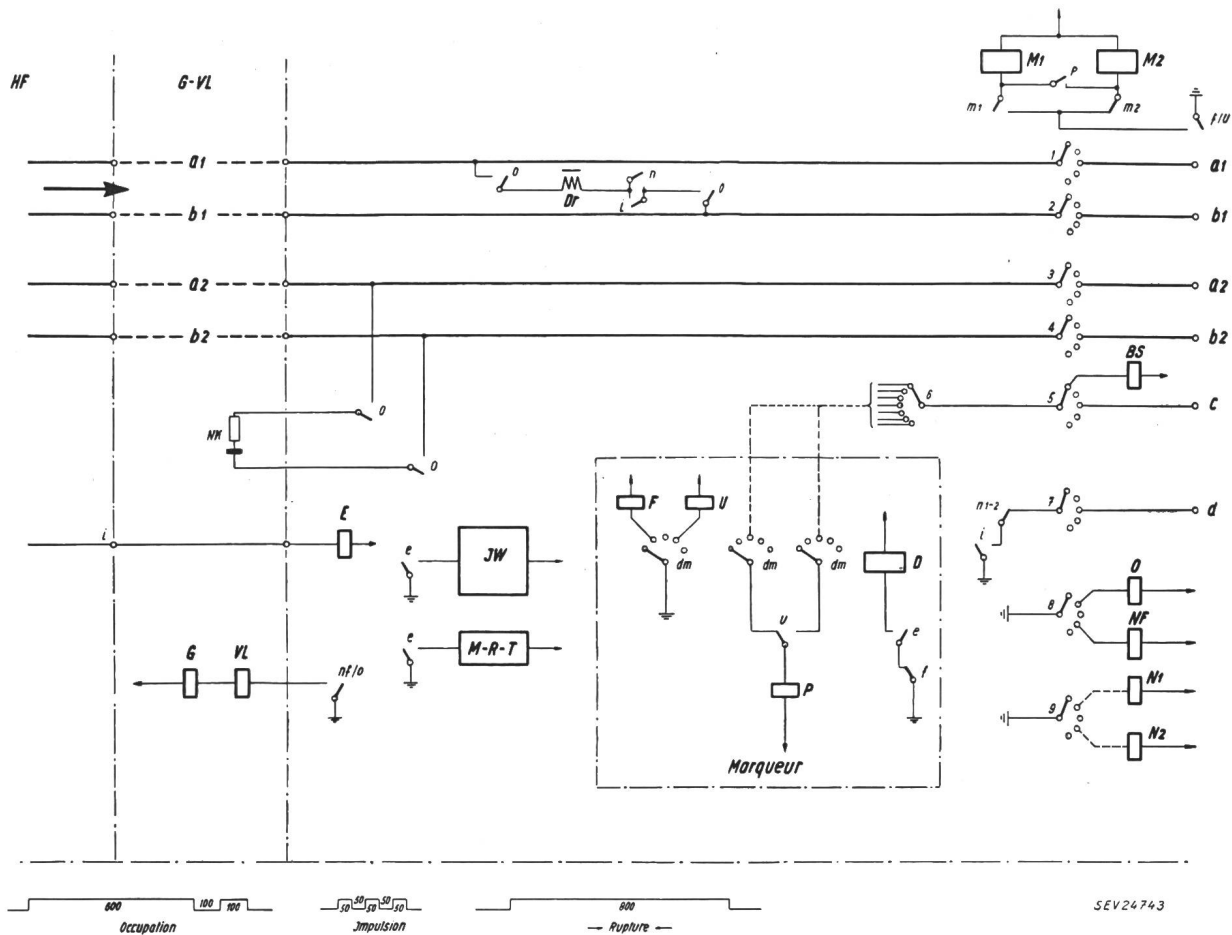 M1 M2
P
m1 m2
f/U
HF G-VL
a1 1 a1
o n
Dr i o
b1 2 b1
a2 3 a2
b2 4 b2
BS
6 5 C
o
NK
o
F U
n1-2 7 d
i E
e JW
dm dm dm D
i
O
8
NF
e M-R-T
G VL nf/o
U e
f
P
N1
9
N2
Marqueur
600 100 100
50 50 50 50 50
800
Occupation Jmpulsion → Rupture ←
SEV24743